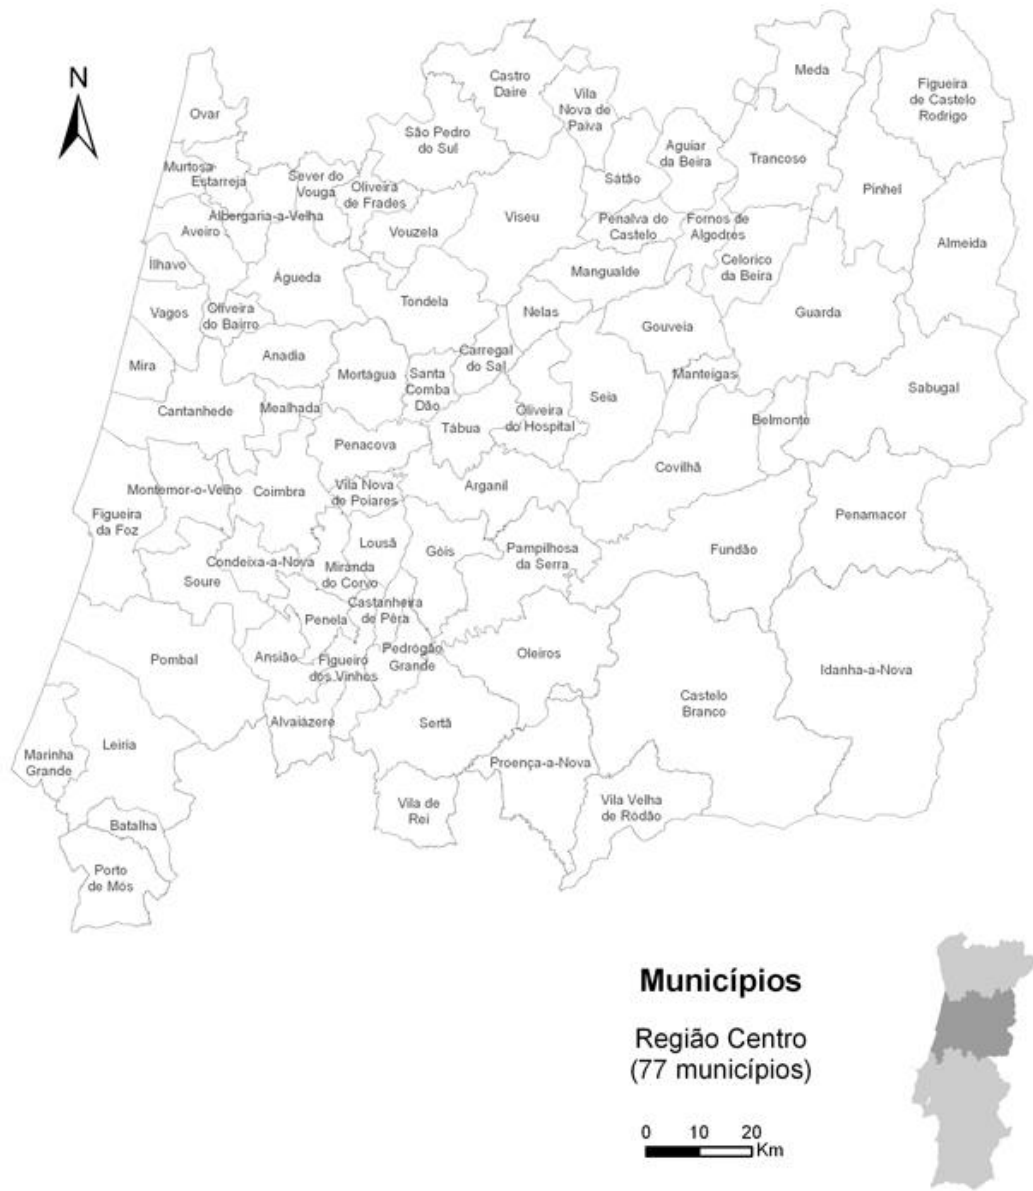 N
Ovar
Castro
Daire
Vila
Nova de
Paiva
Meda
Figueira
de Castelo
Rodrigo
São Pedro
do Sul
Aguiar
da Beira
Trancoso
Murtosa
Estarreja
Sever do
Vouga
Oliveira
de Frades
Sátão
Pinhel
Albergaria-a-Velha
Aveiro
Vouzela
Viseu
Penalva do
Castelo
Fornos de
Algodres
Almeida
Ílhavo
Águeda
Mangualde
Celorico
da Beira
Vagos
Oliveira
do Bairro
Tondela
Nelas
Gouveia
Guarda
Mira
Anadia
Mortágua
Santa
Comba
Dão
Carregal
do Sal
Manteigas
Sabugal
Cantanhede
Mealhada
Tábua
Oliveira
do Hospital
Seia
Belmonte
Penacova
Covilhã
Montemor-o-Velho
Coimbra
Vila Nova
de Poiares
Arganil
Figueira
da Foz
Penamacor
Lousã
Góis
Pampilhosa
da Serra
Fundão
Condeixa-a-Nova
Soure
Miranda
do Corvo
Penela
Castanheira
de Pêra
Pombal
Ansião
Figueiró
dos Vinhos
Pedrógão
Grande
Oleiros
Idanha-a-Nova
Castelo
Branco
Alvaiázere
Sertã
Leiria
Marinha
Grande
Proença-a-Nova
Vila de
Rei
Vila Velha
de Ródão
Batalha
Porto
de Mós
Municípios
Região Centro
(77 municípios)
0 10 20
Km